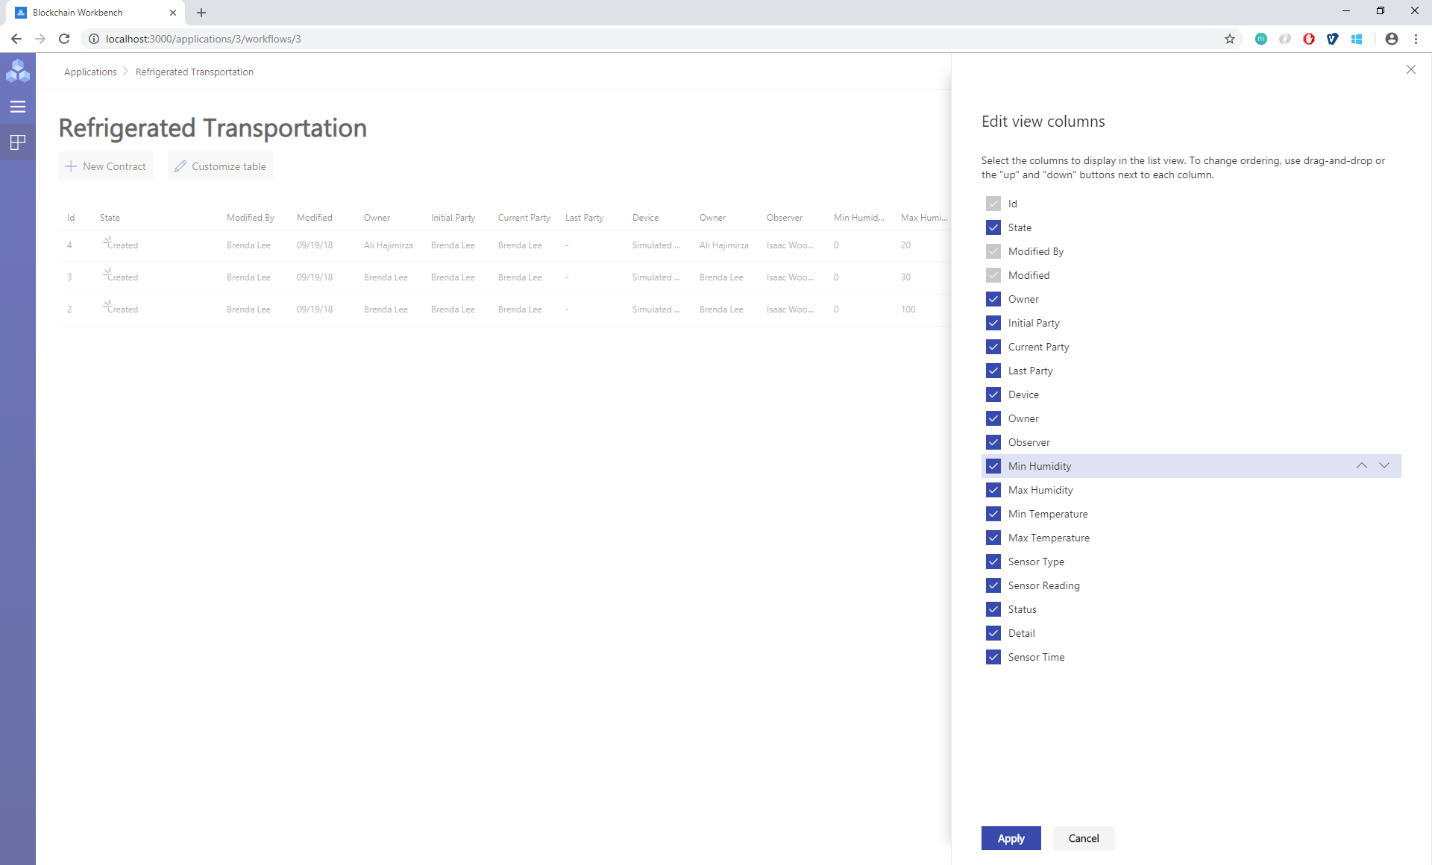 Blockchain Workbench
localhost:3000/applications/3/workflows/3
Applications Refrigerated Transportation
Refrigerated Transportation
New Contract Customize table
Id State Modified By Modified Owner Initial Party Current Party Last Party Device Owner Observer Min Humid... Max Humi...
4 Created Brenda Lee 09/19/18 Ali Hajimirza Brenda Lee Brenda Lee - Simulated ... Ali Hajimirza Isaac Woo... 0 20
3 Created Brenda Lee 09/19/18 Brenda Lee Brenda Lee Brenda Lee - Simulated ... Brenda Lee Isaac Woo... 0 30
2 Created Brenda Lee 09/19/18 Brenda Lee Brenda Lee Brenda Lee - Simulated ... Brenda Lee Isaac Woo... 0 100
Edit view columns
Select the columns to display in the list view. To change ordering, use drag-and-drop or
the "up" and "down" buttons next to each column.
Id
State
Modified By
Modified
Owner
Initial Party
Current Party
Last Party
Device
Owner
Observer
Min Humidity
Max Humidity
Min Temperature
Max Temperature
Sensor Type
Sensor Reading
Status
Detail
Sensor Time
Apply Cancel